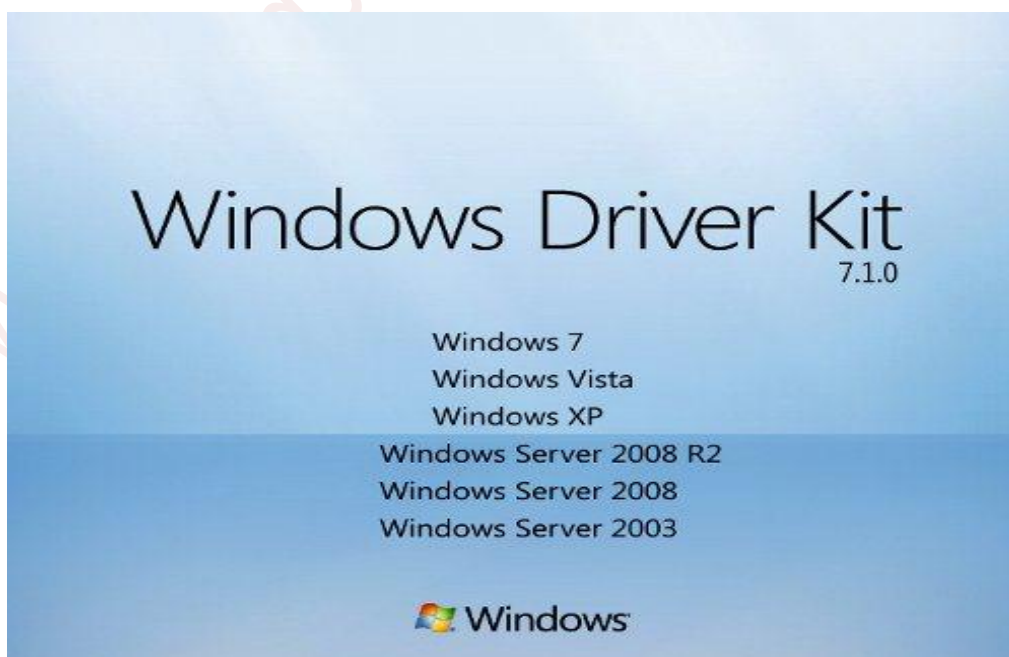 Windows Driver Kit
7.1.0
Windows 7
Windows Vista
Windows XP
Windows Server 2008 R2
Windows Server 2008
Windows Server 2003
Windows